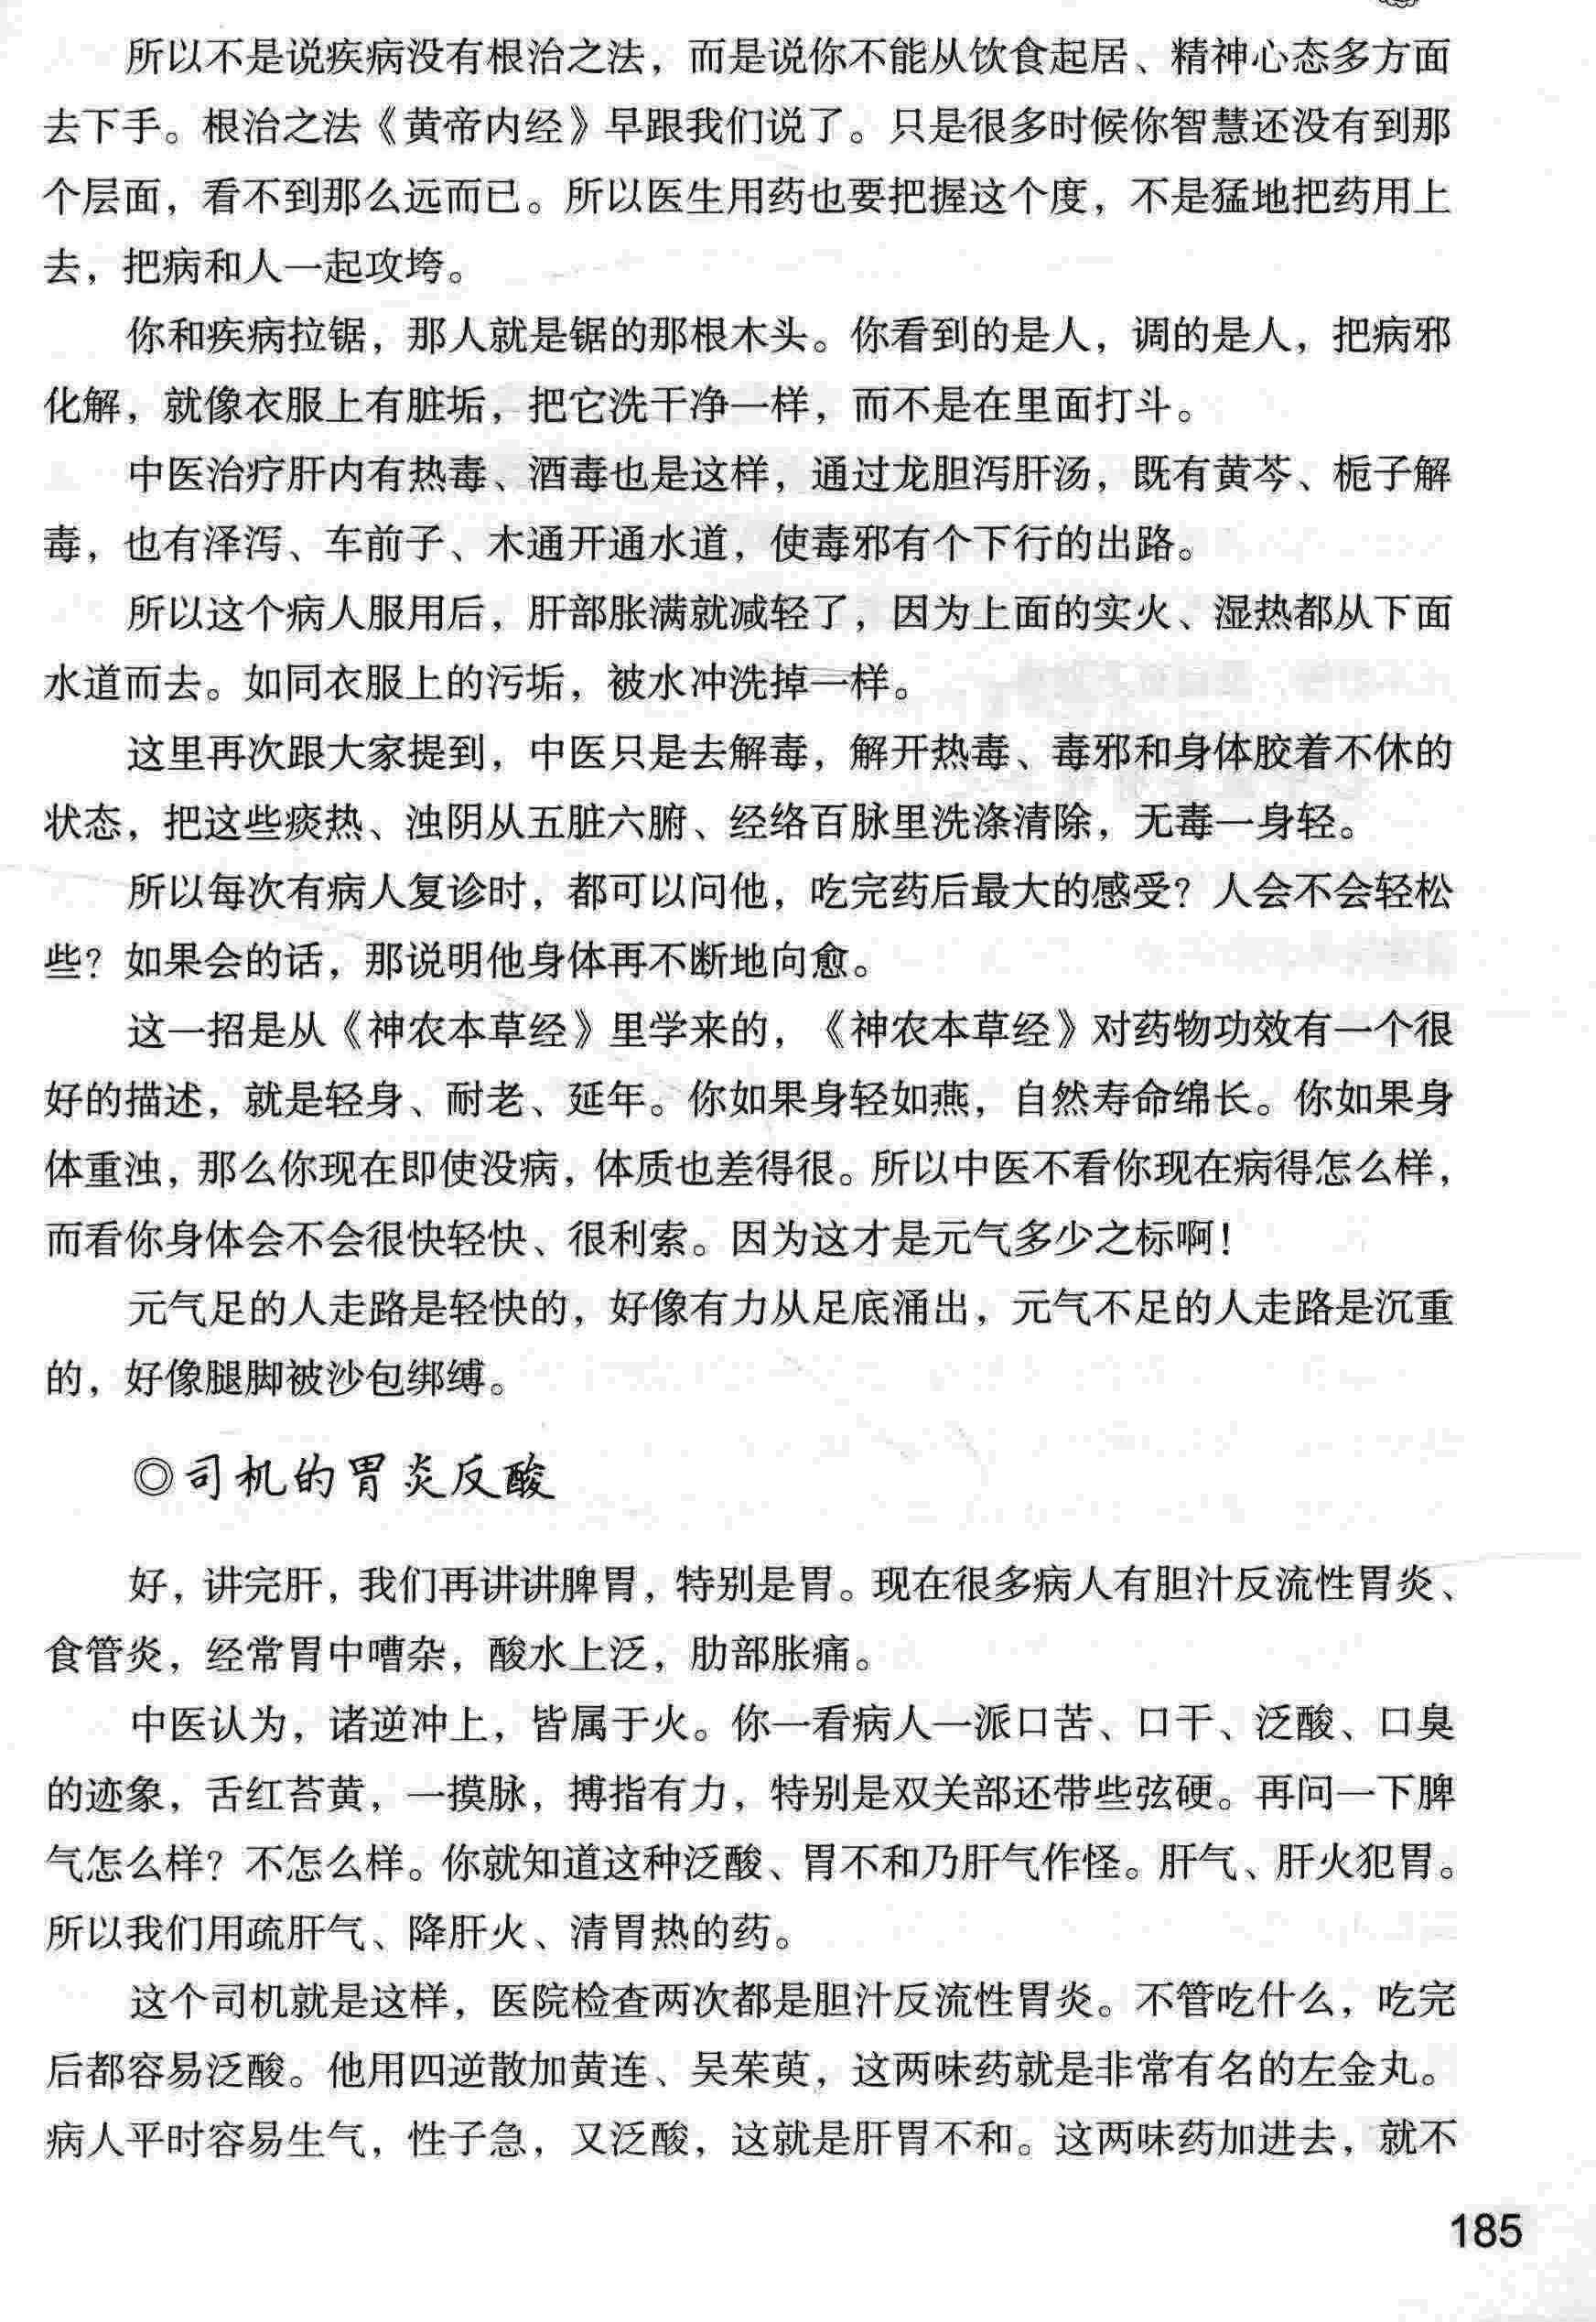 所以不是说疾病没有根治之法，而是说你不能从饮食起居、精神心态多方面
去下手。根治之法《黄帝内经》早跟我们说了。只是很多时候你智慧还没有到那
个层面，看不到那么远而已。所以医生用药也要把握这个度，不是猛地把药用上
去，把病和人一起攻垮。
你和疾病拉锯，那人就是锯的那根木头。你看到的是人，调的是人，把病邪
化解，就像衣服上有脏垢，把它洗干净一样，而不是在里面打斗。
中医治疗肝内有热毒、酒毒也是这样，通过龙胆泻肝汤，既有黄芩、栀子解
毒，也有泽泻、车前子、木通开通水道，使毒邪有个下行的出路。
所以这个病人服用后，肝部胀满就减轻了，因为上面的实火、湿热都从下面
水道而去。如同衣服上的污垢，被水冲洗掉一样。
这里再次跟大家提到，中医只是去解毒，解开热毒、毒邪和身体胶着不休的
状态，把这些痰热、浊阴从五脏六腑、经络百脉里洗涤清除，无毒一身轻。
所以每次有病人复诊时，都可以问他，吃完药后最大的感受？人会不会轻松
些？如果会的话，那说明他身体再不断地向愈。
这一招是从《神农本草经》里学来的，《神农本草经》对药物功效有一个很
好的描述，就是轻身、耐老、延年。你如果身轻如燕，自然寿命绵长。你如果身
体重浊，那么你现在即使没病，体质也差得很。所以中医不看你现在病得怎么样，
而看你身体会不会很快轻快、很利索。因为这才是元气多少之标啊！
元气足的人走路是轻快的，好像有力从足底涌出，元气不足的人走路是沉重
的，好像腿脚被沙包绑缚。
◎司机的胃炎反酸
好，讲完肝，我们再讲讲脾胃，特别是胃。现在很多病人有胆汁反流性胃炎、
食管炎，经常胃中嘈杂，酸水上泛，肋部胀痛。
中医认为，诸逆冲上，皆属于火。你一看病人一派口苦、口干、泛酸、口臭
的迹象，舌红苔黄，一摸脉，搏指有力，特别是双关部还带些弦硬。再问一下脾
气怎么样？不怎么样。你就知道这种泛酸、胃不和乃肝气作怪。肝气、肝火犯胃。
所以我们用疏肝气、降肝火、清胃热的药。
这个司机就是这样，医院检查两次都是胆汁反流性胃炎。不管吃什么，吃完
后都容易泛酸。他用四逆散加黄连、吴茱萸，这两味药就是非常有名的左金丸。
病人平时容易生气，性子急，又泛酸，这就是肝胃不和。这两味药加进去，就不
185